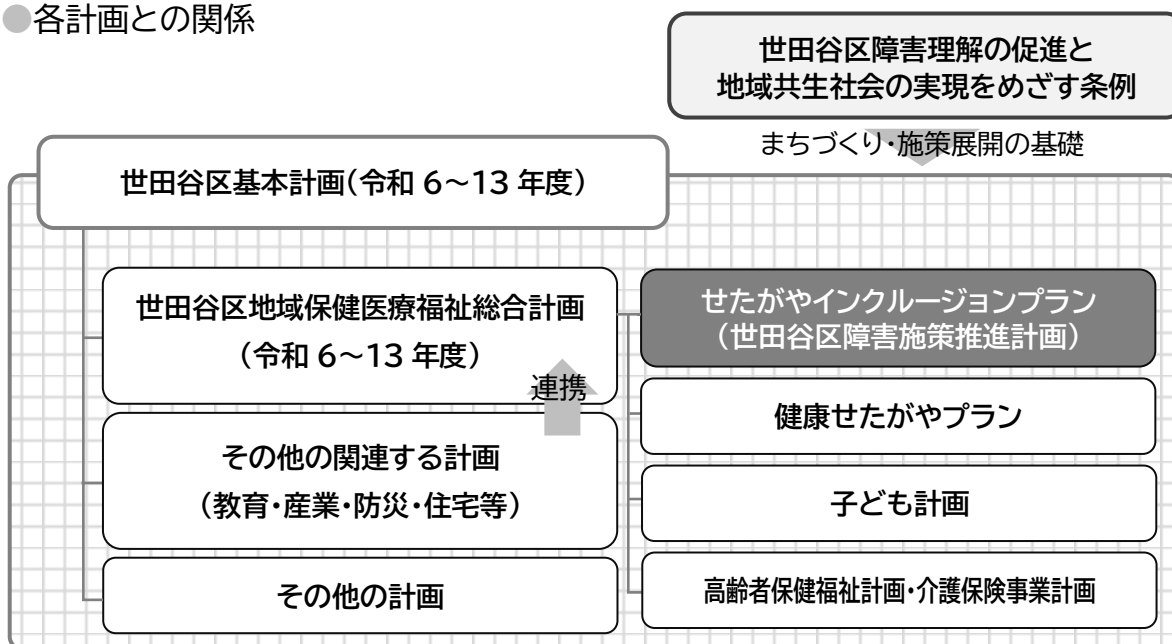 ●各計画との関係
世田谷区障害理解の促進と
地域共生社会の実現をめざす条例
まちづくり・施策展開の基礎
世田谷区基本計画（令和 6～13 年度）
世田谷区地域保健医療福祉総合計画
（令和 6～13 年度）
連携
その他の関連する計画
（教育・産業・防災・住宅等）
その他の計画
せたがやインクルージョンプラン
（世田谷区障害施策推進計画）
健康せたがやプラン
子ども計画
高齢者保健福祉計画・介護保険事業計画